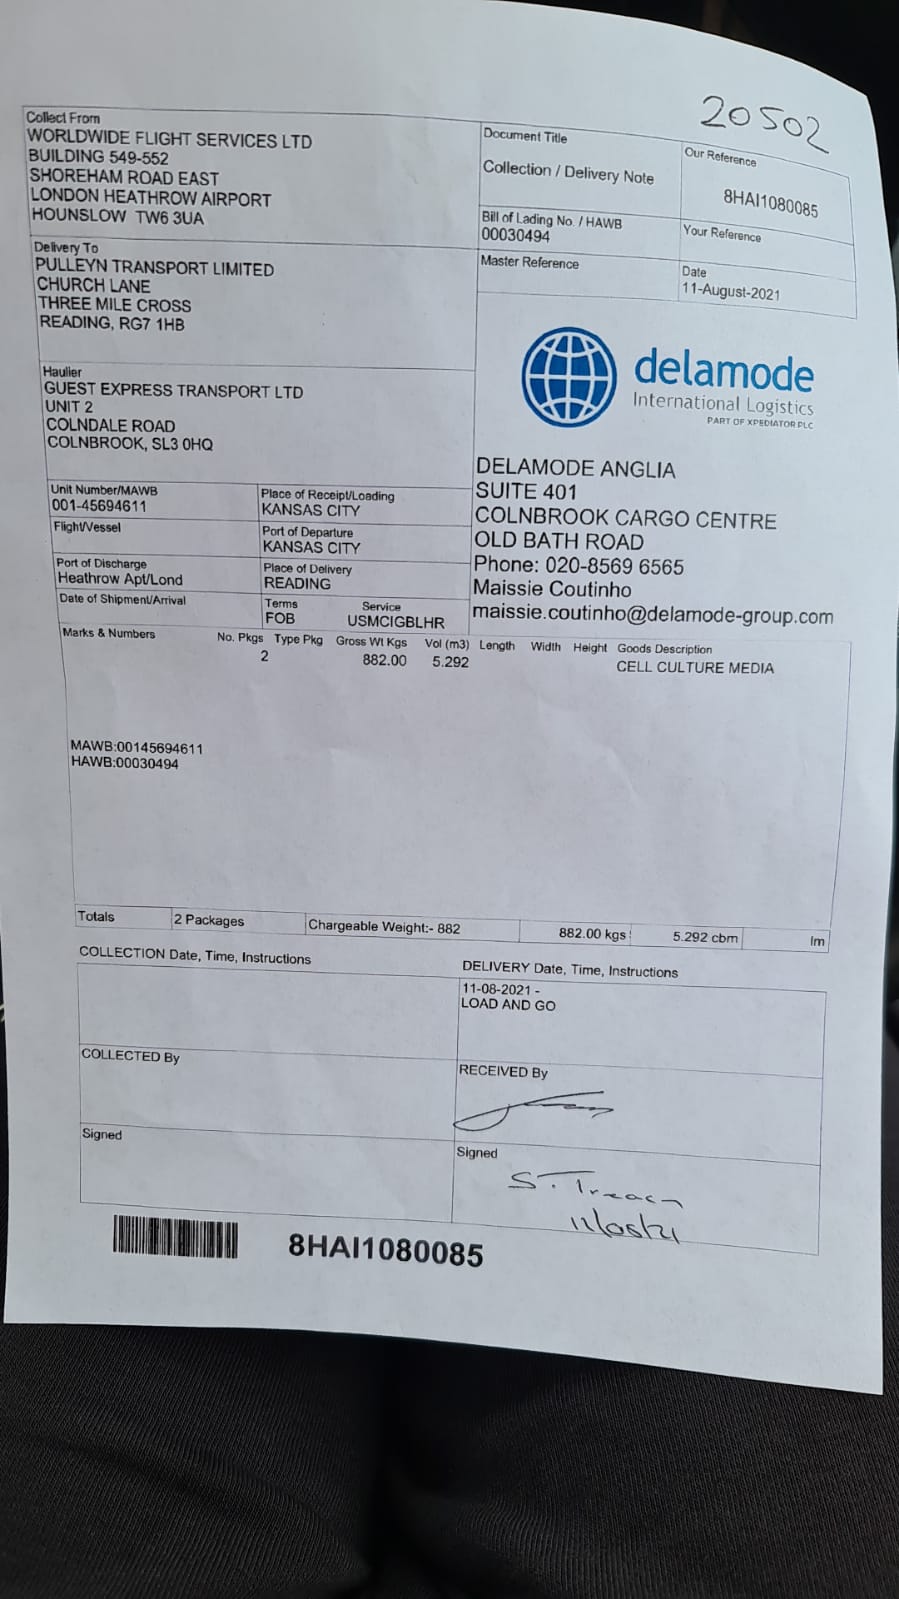 20502
Collect From
WORLDWIDE FLIGHT SERVICES LTD
BUILDING 549-552
SHOREHAM ROAD EAST
LONDON HEATHROW AIRPORT
HOUNSLOW  TW6 3UA
Document Title
Collection / Delivery Note
Our Reference
8HAI1080085
Bill of Lading No. / HAWB
00030494
Your Reference
Master Reference
Date
11-August-2021
Delivery To
PULLEYN TRANSPORT LIMITED
CHURCH LANE
THREE MILE CROSS
READING, RG7 1HB
Haulier
GUEST EXPRESS TRANSPORT LTD
UNIT 2
COLNDALE ROAD
COLNBROOK, SL3 0HQ
delamode
International Logistics
PART OF XPEDIATOR PLC
DELAMODE ANGLIA
SUITE 401
COLNBROOK CARGO CENTRE
OLD BATH ROAD
Phone: 020-8569 6565
Maissie Coutinho
maissie.coutinho@delamode-group.com
Unit Number/MAWB
001-45694611
Place of Receipt/Loading
KANSAS CITY
Flight/Vessel
Port of Departure
KANSAS CITY
Port of Discharge
Heathrow Apt/Lond
Place of Delivery
READING
Date of Shipment/Arrival
Terms
FOB
Service
USMCIGBLHR
Marks & Numbers No. Pkgs Type Pkg Gross Wt Kgs Vol (m3) Length Width Height Goods Description
2 882.00 5.292 CELL CULTURE MEDIA
MAWB:00145694611
HAWB:00030494
Totals 2 Packages Chargeable Weight:- 882 882.00 kgs 5.292 cbm lm
COLLECTION Date, Time, Instructions
DELIVERY Date, Time, Instructions
11-08-2021 -
LOAD AND GO
COLLECTED By
RECEIVED By
Signed
Signed
S.
11/08/21
8HAI1080085